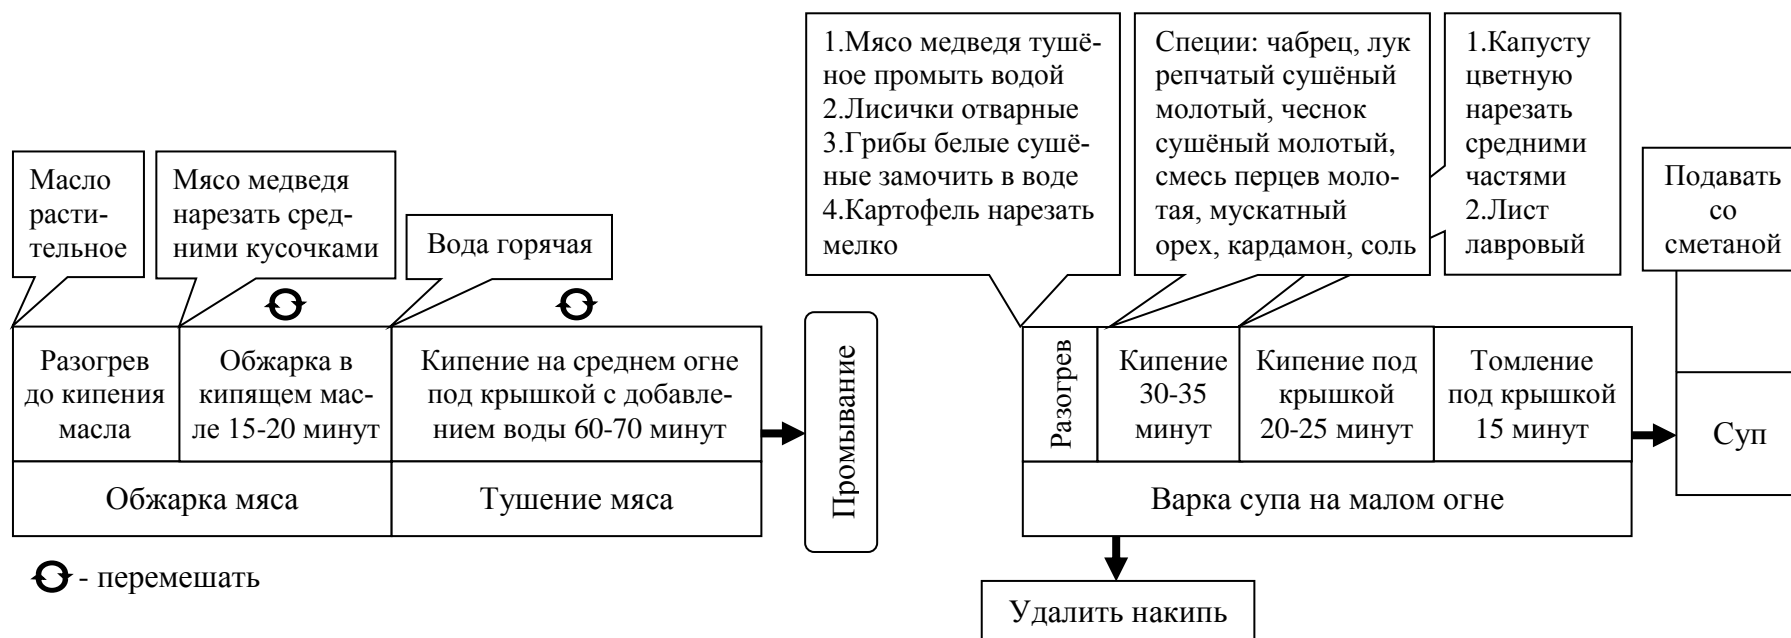 Масло
расти-
тельное
Мясо медведя
нарезать сред-
ними кусочками
Вода горячая
1.Мясо медведя тушё-
ное промыть водой
2.Лисички отварные
3.Грибы белые сушё-
ные замочить в воде
4.Картофель нарезать
мелко
Специи: чабрец, лук
репчатый сушёный
молотый, чеснок
сушёный молотый,
смесь перцев моло-
тая, мускатный
орех, кардамон, соль
1.Капусту
цветную
нарезать
средними
частями
2.Лист
лавровый
Подавать
со
сметаной
Разогрев
до кипения
масла
Обжарка в
кипящем мас-
ле 15-20 минут
Кипение на среднем огне
под крышкой с добавле-
нием воды 60-70 минут
Обжарка мяса
Тушение мяса
Промывание
Разогрев
Кипение
30-35
минут
Кипение под
крышкой
20-25 минут
Томление
под крышкой
15 минут
Варка супа на малом огне
Суп
- перемешать
Удалить накипь